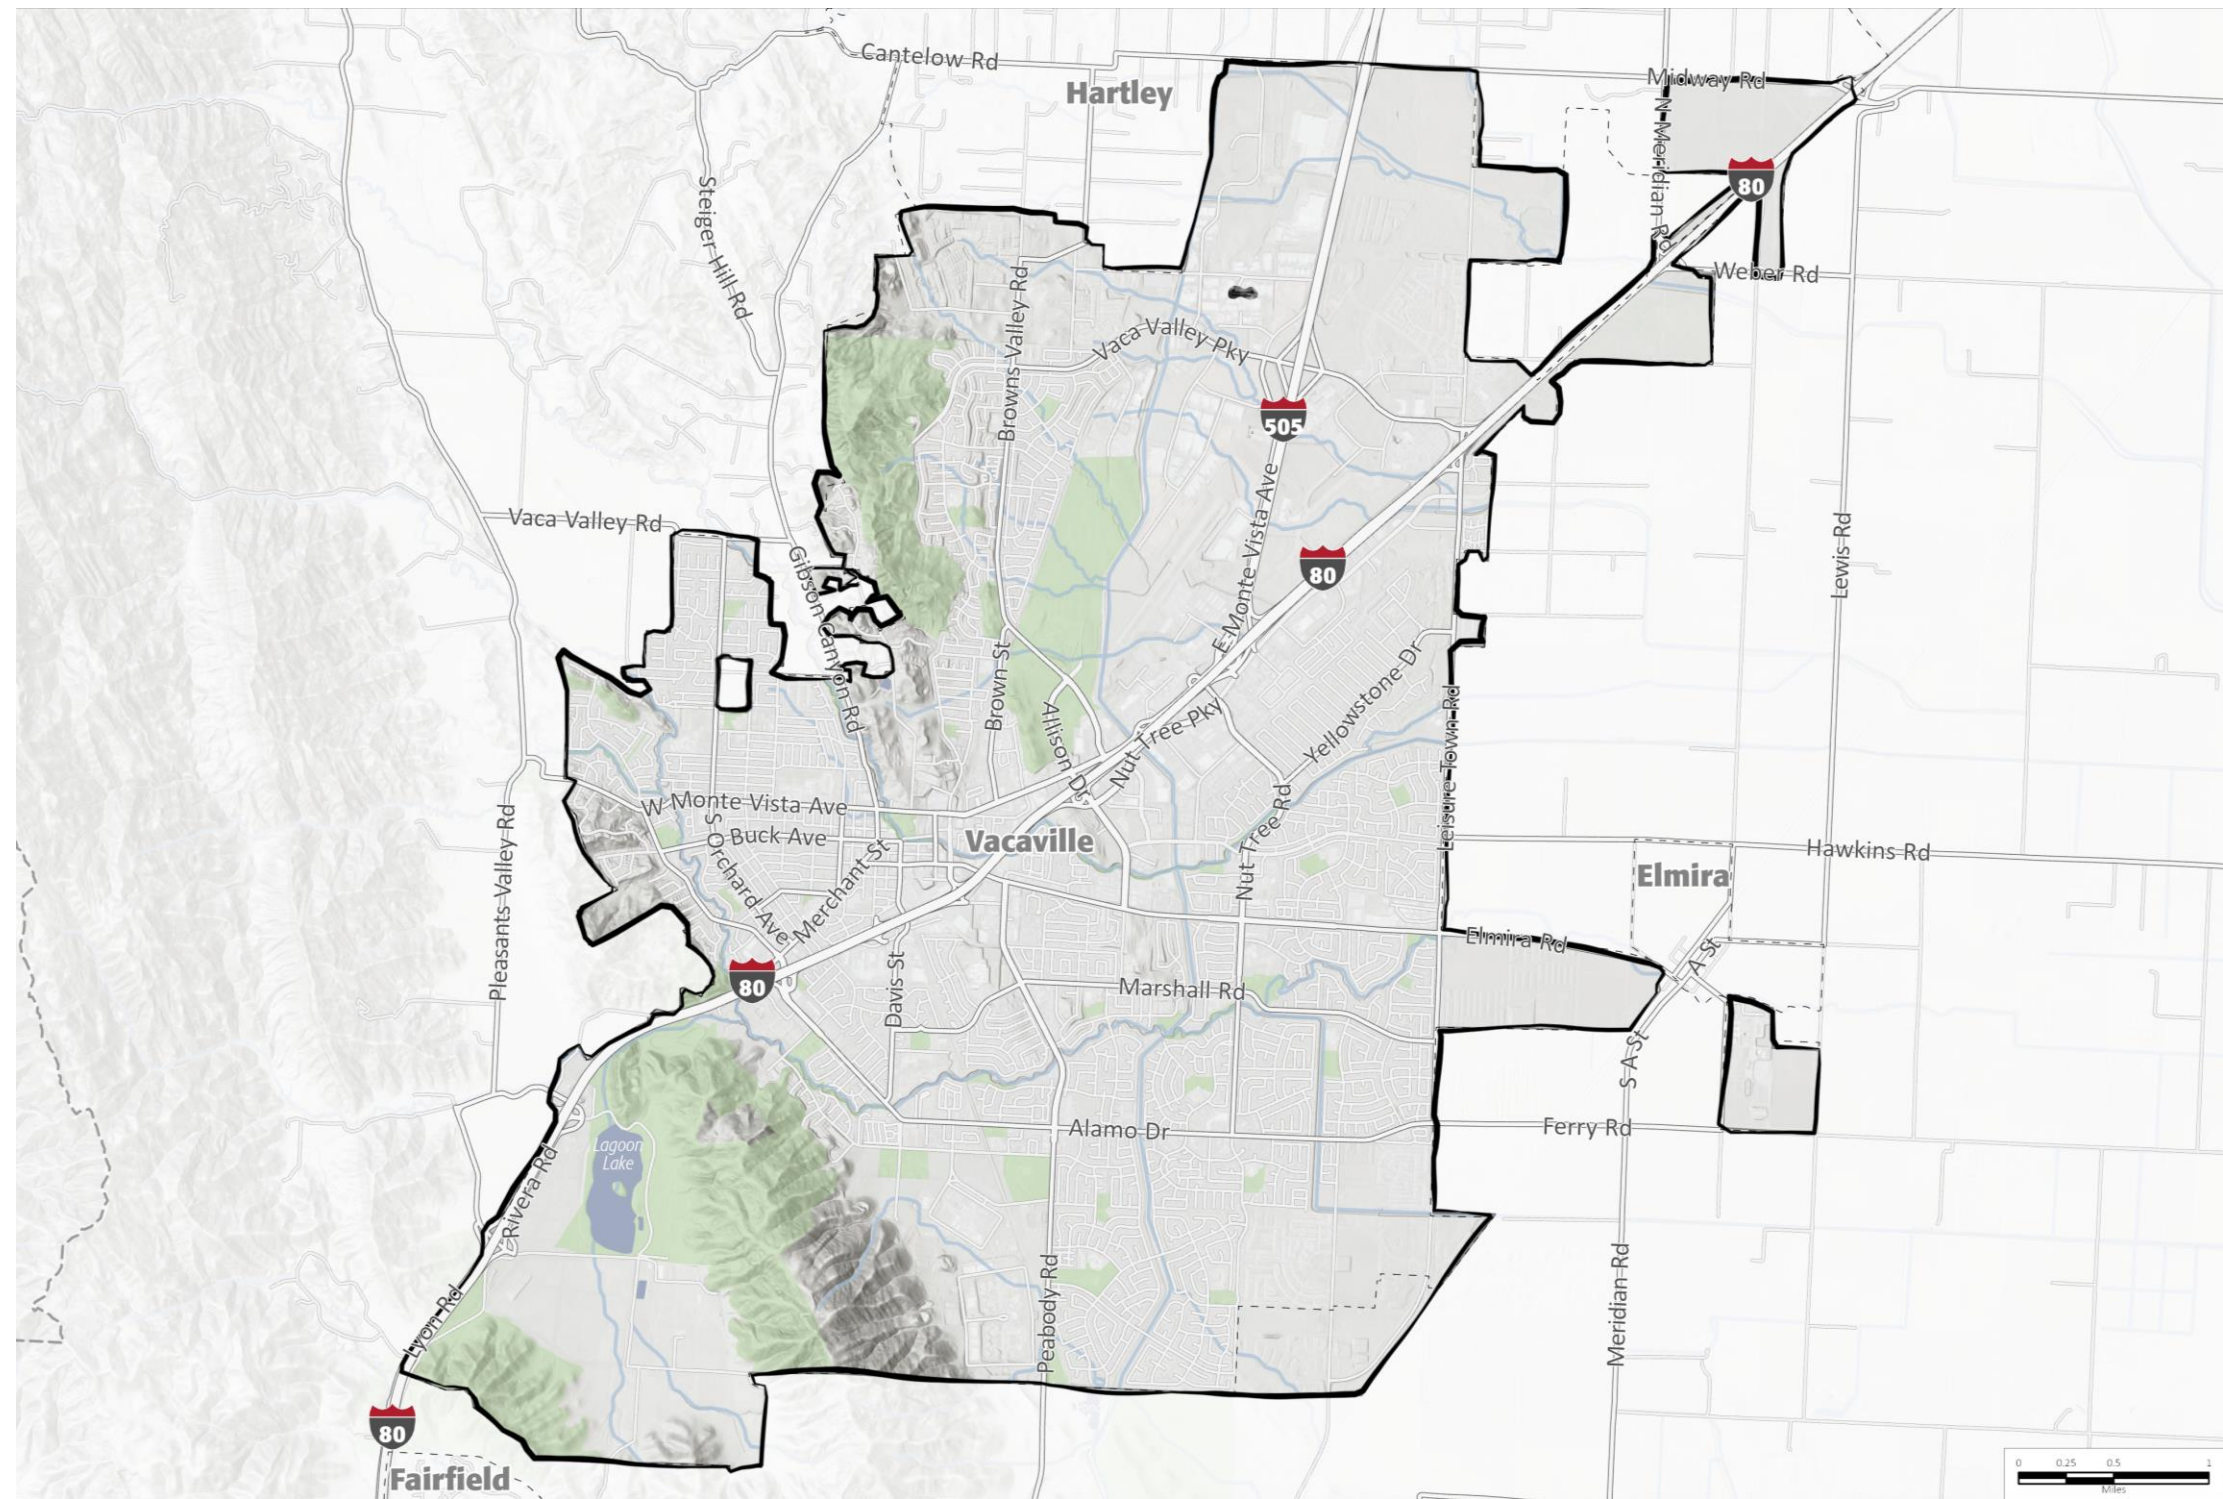 Cantelow Rd
Hartley
Midway Rd
N Meridian Rd
80
Steiger Hill Rd
Weber Rd
Browns Valley Rd
Vaca Valley Pky
505
Vaca Valley Rd
E Monte Vista Ave
80
Gibson Canyon Rd
Lewis Rd
Brown St
Allison Dr
Nut Tree Pky
Yellowstone Dr
Leisure Town Rd
W Monte Vista Ave
Buck Ave
S Orchard Ave
Merchant St
Vacaville
Nut Tree Rd
Pleasants Valley Rd
Hawkins Rd
Elmira
Elmira Rd
A St
80
Davis St
Marshall Rd
S A St
Alamo Dr
Ferry Rd
Lagoon
Lake
Rivera Rd
Peabody Rd
Meridian Rd
Lyon Rd
80
Fairfield
0 0.25 0.5 1
Miles